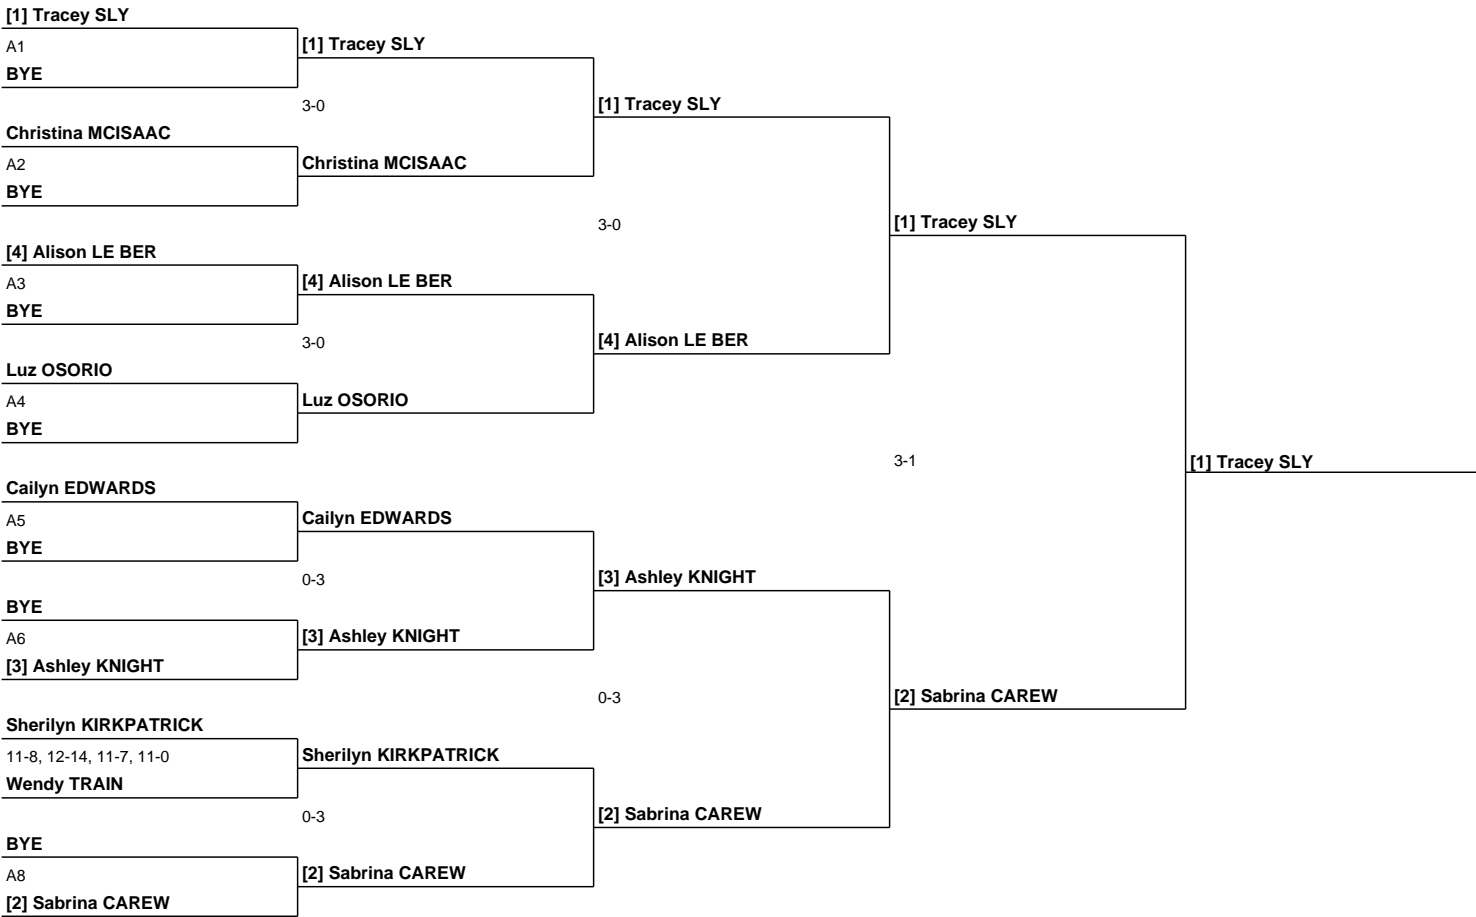 [1] Tracey SLY
A1
BYE
Christina MCISAAC
A2
BYE
[4] Alison LE BER
A3
BYE
Luz OSORIO
A4
BYE
Cailyn EDWARDS
A5
BYE
BYE
A6
[3] Ashley KNIGHT
Sherilyn KIRKPATRICK
11-8, 12-14, 11-7, 11-0
Wendy TRAIN
BYE
A8
[2] Sabrina CAREW
[1] Tracey SLY
3-0
Christina MCISAAC
[4] Alison LE BER
3-0
Luz OSORIO
Cailyn EDWARDS
0-3
[3] Ashley KNIGHT
Sherilyn KIRKPATRICK
0-3
[2] Sabrina CAREW
[1] Tracey SLY
3-0
[4] Alison LE BER
[3] Ashley KNIGHT
0-3
[2] Sabrina CAREW
[1] Tracey SLY
3-1
[2] Sabrina CAREW
[1] Tracey SLY